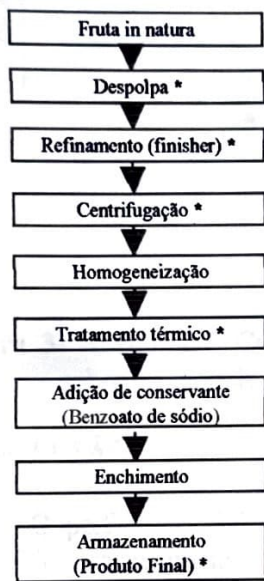 Fruta in natura
Despolpa *
Refinamento (finisher) *
Centrifugação *
Homogeneização
Tratamento térmico *
Adição de conservante
(Benzoato de sódio)
Enchimento
Armazenamento
(Produto Final) *